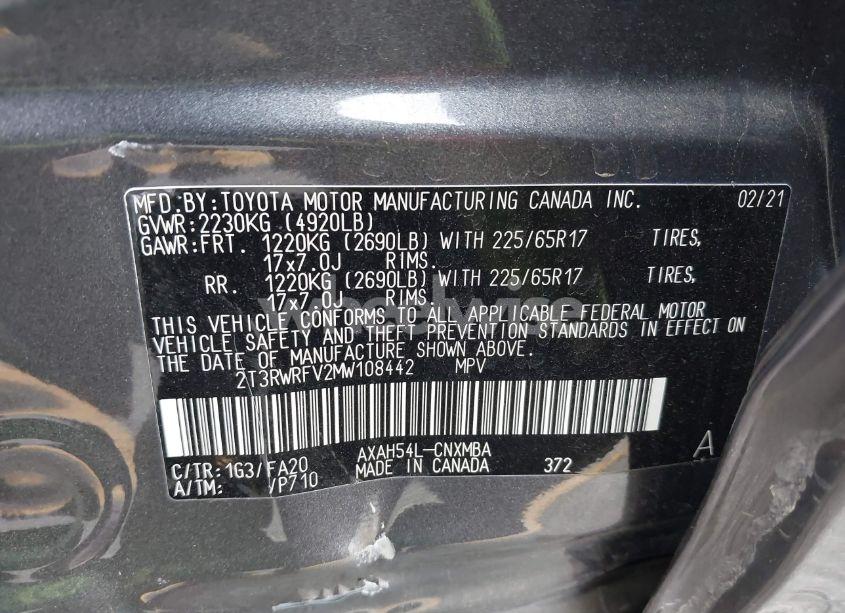 MFD.BY:TOYOTA MOTOR MANUFACTURING CANADA INC. 02/21
GVWR:2230KG (4920LB)
GAWR:FRT. 1220KG (2690LB) WITH 225/65R17 TIRES,
17x7.0J RIMS.
RR. 1220KG (2690LB) WITH 225/65R17 TIRES,
17x7.0J RIMS.
THIS VEHICLE CONFORMS TO ALL APPLICABLE FEDERAL MOTOR
VEHICLE SAFETY AND THEFT PREVENTION STANDARDS IN EFFECT ON
THE DATE OF MANUFACTURE SHOWN ABOVE.
2T3RWRFV2MW108442 MPV
C/TR:1G3/FA20 AXAH54L-CNXMBA A
A/TM: /VP710 MADE IN CANADA 372